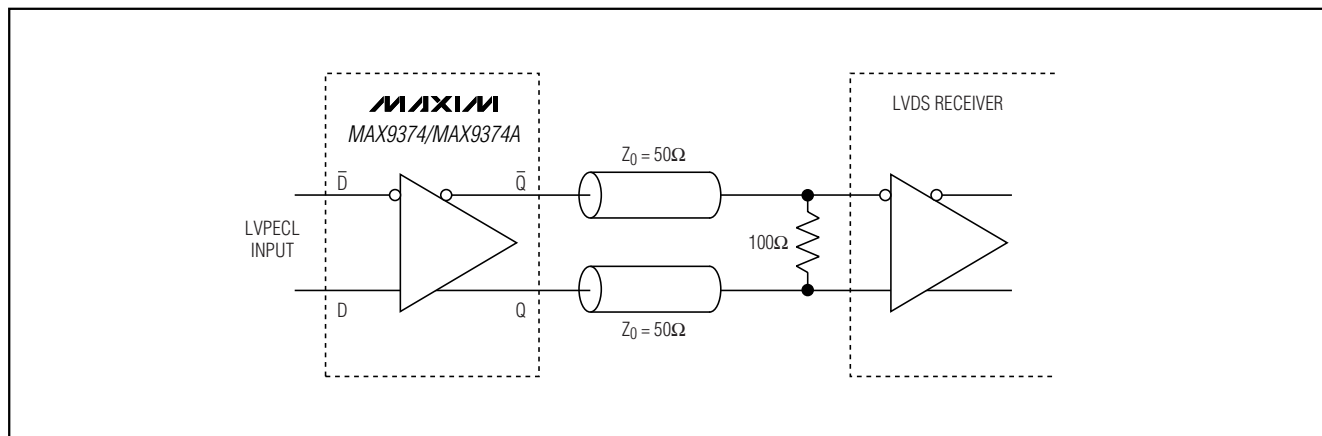 MAXIM
MAX9374/MAX9374A
LVDS RECEIVER
Z₀ = 50Ω
D̅
Q̅
LVPECL
INPUT
100Ω
D
Q
Z₀ = 50Ω